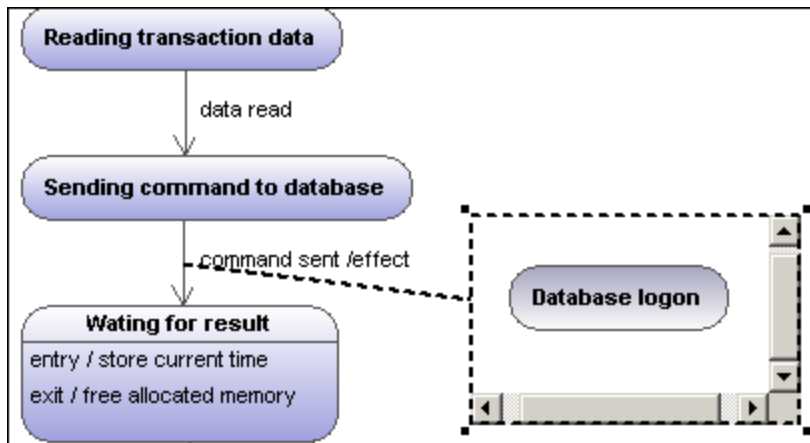 Reading transaction data
data read
Sending command to database
command sent /effect
Database logon
Wating for result
entry / store current time
exit / free allocated memory